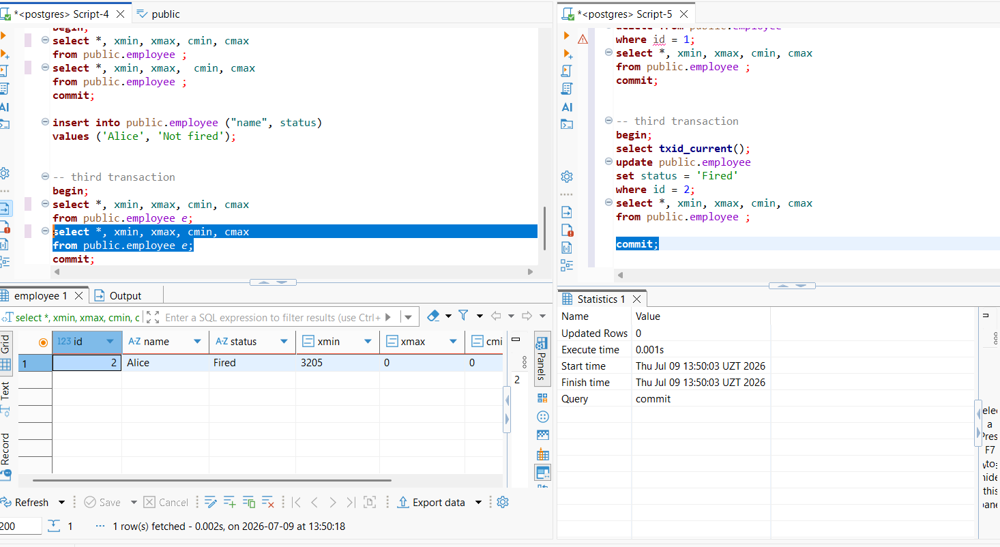 *<postgres> Script-4
public
begin;
select *, xmin, xmax, cmin, cmax
from public.employee ;
select *, xmin, xmax,  cmin, cmax
from public.employee ;
commit;
insert into public.employee ("name", status)
values ('Alice', 'Not fired');
-- third transaction
begin;
select *, xmin, xmax, cmin, cmax
from public.employee e;
select *, xmin, xmax, cmin, cmax
from public.employee e;
commit;
AI
employee 1
Output
select *, xmin, xmax, cmin, c
Enter a SQL expression to filter results (use Ctrl+
Grid
Text
Record
123 id
A-Z name
A-Z status
xmin
xmax
cmi
1
2
Alice
Fired
3205
0
0
2
Panels
Refresh
Save
Cancel
Export data
200
1
··· 1 row(s) fetched - 0.002s, on 2026-07-09 at 13:50:18
*<postgres> Script-5
delete from public.employee
where id = 1;
select *, xmin, xmax, cmin, cmax
from public.employee ;
commit;
-- third transaction
begin;
select txid_current();
update public.employee
set status = 'Fired'
where id = 2;
select *, xmin, xmax, cmin, cmax
from public.employee ;
commit;
AI
Statistics 1
Name Value
Updated Rows 0
Execute time 0.001s
Start time Thu Jul 09 13:50:03 UZT 2026
Finish time Thu Jul 09 13:50:03 UZT 2026
Query commit
a
F7
this